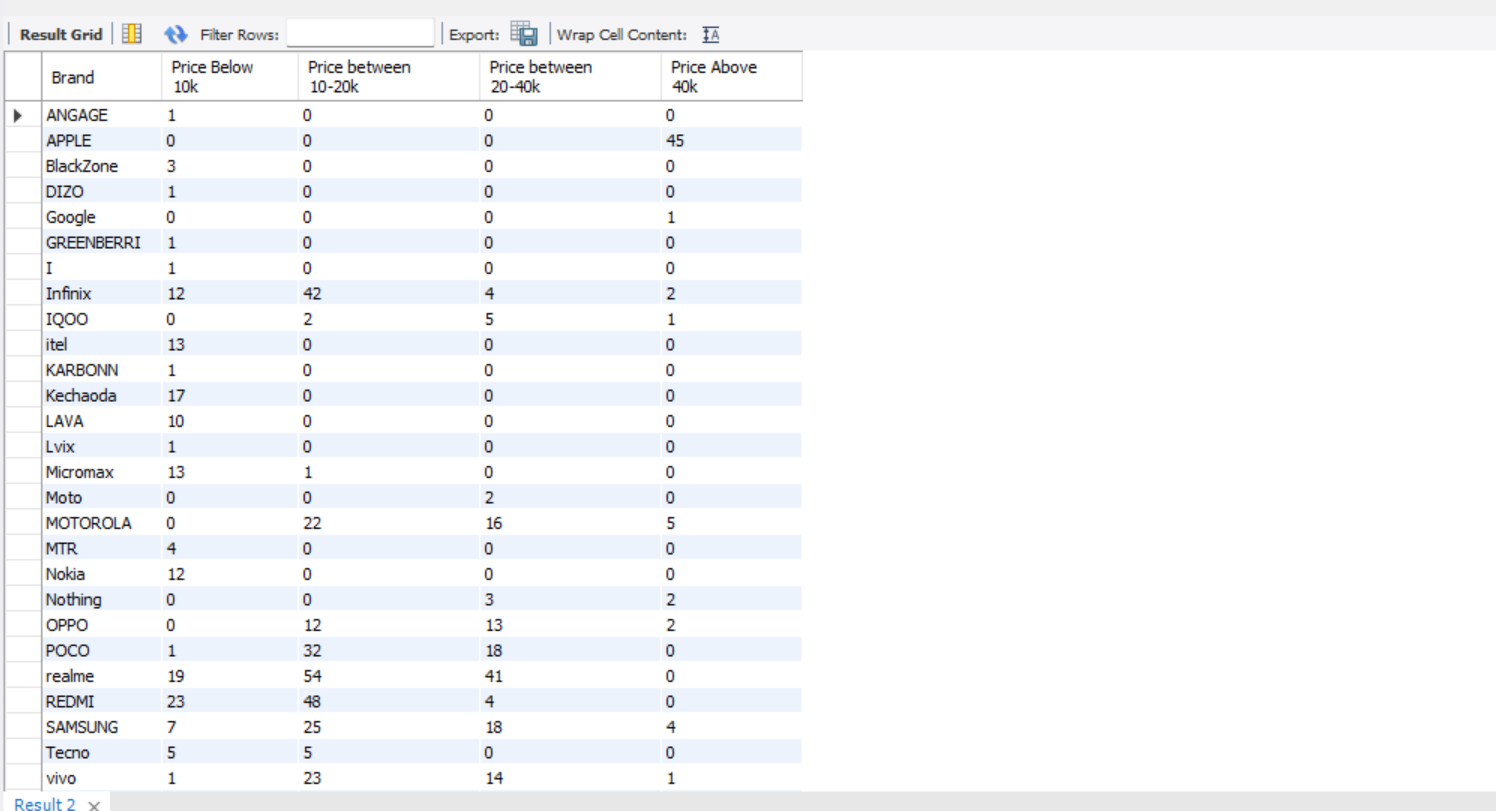 Result Grid Filter Rows: Export: Wrap Cell Content:
Brand Price Below 10k Price between 10-20k Price between 20-40k Price Above 40k
ANGAGE 1 0 0 0
APPLE 0 0 0 45
BlackZone 3 0 0 0
DIZO 1 0 0 0
Google 0 0 0 1
GREENBERRI 1 0 0 0
I 1 0 0 0
Infinix 12 42 4 2
IQOO 0 2 5 1
itel 13 0 0 0
KARBONN 1 0 0 0
Kechaoda 17 0 0 0
LAVA 10 0 0 0
Lvix 1 0 0 0
Micromax 13 1 0 0
Moto 0 0 2 0
MOTOROLA 0 22 16 5
MTR 4 0 0 0
Nokia 12 0 0 0
Nothing 0 0 3 2
OPPO 0 12 13 2
POCO 1 32 18 0
realme 19 54 41 0
REDMI 23 48 4 0
SAMSUNG 7 25 18 4
Tecno 5 5 0 0
vivo 1 23 14 1
Result 2